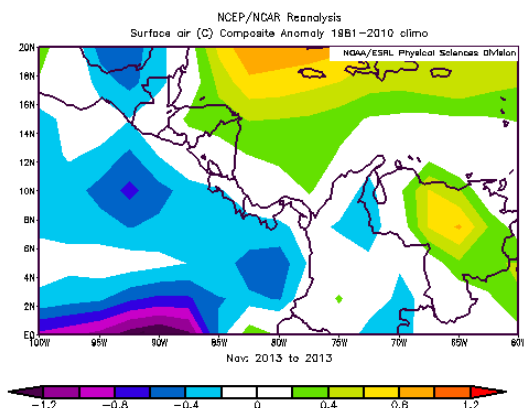 NCEP/NCAR Reanalysis
Surface air (C) Composite Anomaly 1981-2010 climo
NOAA/ESRL Physical Sciences Division
20N
18N
16N
14N
12N
10N
8N
6N
4N
2N
EQ
100W 95W 90W 85W 80W 75W 70W 65W 60W
Nov: 2013 to 2013
-1.2 -0.8 -0.4 0 0.4 0.8 1.2